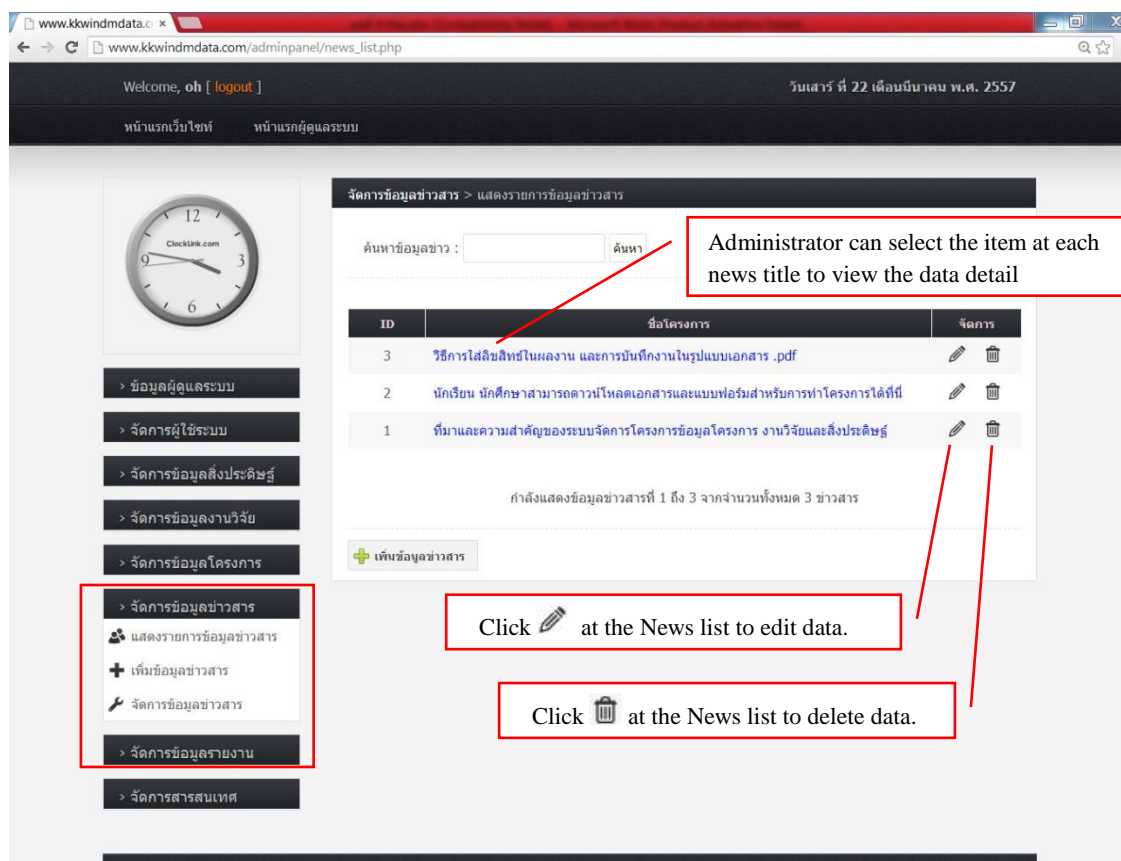 www.kkwindmdata.c
www.kkwindmdata.com/adminpanel/news_list.php
Welcome, oh [ logout ]
วันเสาร์ ที่ 22 เดือนมีนาคม พ.ศ. 2557
หน้าแรกเว็บไซท์ หน้าแรกผู้ดูแลระบบ
12
ClockLink.com
9 3
6
จัดการข้อมูลข่าวสาร > แสดงรายการข้อมูลข่าวสาร
ค้นหาข้อมูลข่าว : ค้นหา
Administrator can select the item at each
news title to view the data detail
ID ชื่อโครงการ จัดการ
3 วิธีการใส่ลิขสิทธ์ในผลงาน และการบันทึกงานในรูปแบบเอกสาร .pdf
2 นักเรียน นักศึกษาสามารถดาวน์โหลดเอกสารและแบบฟอร์มสำหรับการทำโครงการได้ที่นี่
1 ที่มาและความสำคัญของระบบจัดการโครงการข้อมูลโครงการ งานวิจัยและสิ่งประดิษฐ์
กำลังแสดงข้อมูลข่าวสารที่ 1 ถึง 3 จากจำนวนทั้งหมด 3 ข่าวสาร
เพิ่มข้อมูลข่าวสาร
> ข้อมูลผู้ดูแลระบบ
> จัดการผู้ใช้ระบบ
> จัดการข้อมูลสิ่งประดิษฐ์
> จัดการข้อมูลงานวิจัย
> จัดการข้อมูลโครงการ
> จัดการข้อมูลข่าวสาร
แสดงรายการข้อมูลข่าวสาร
เพิ่มข้อมูลข่าวสาร
จัดการข้อมูลข่าวสาร
> จัดการข้อมูลรายงาน
> จัดการสารสนเทศ
Click at the News list to edit data.
Click at the News list to delete data.